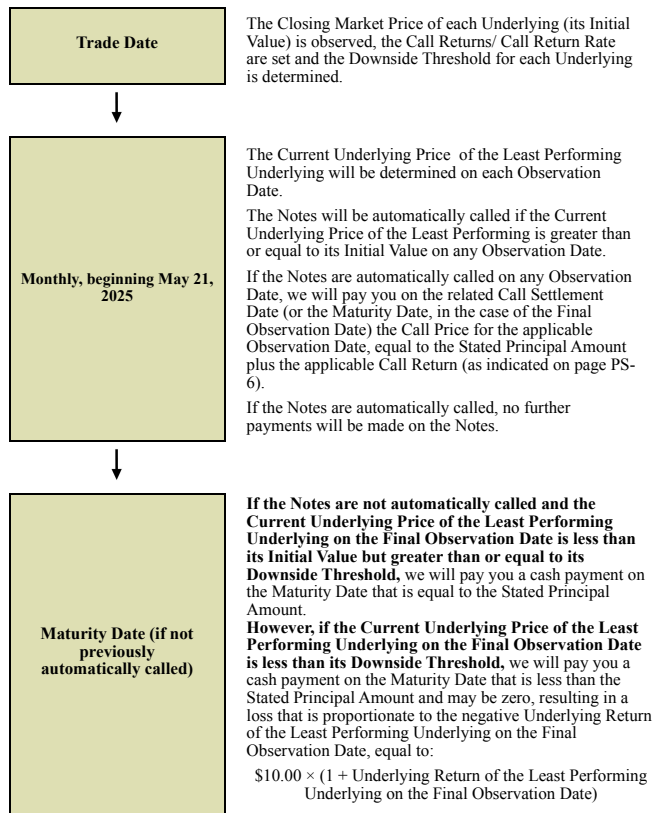 Trade Date
The Closing Market Price of each Underlying (its Initial
Value) is observed, the Call Returns/ Call Return Rate
are set and the Downside Threshold for each Underlying
is determined.
Monthly, beginning May 21,
2025
The Current Underlying Price of the Least Performing
Underlying will be determined on each Observation
Date.
The Notes will be automatically called if the Current
Underlying Price of the Least Performing is greater than
or equal to its Initial Value on any Observation Date.
If the Notes are automatically called on any Observation
Date, we will pay you on the related Call Settlement
Date (or the Maturity Date, in the case of the Final
Observation Date) the Call Price for the applicable
Observation Date, equal to the Stated Principal Amount
plus the applicable Call Return (as indicated on page PS-
6).
If the Notes are automatically called, no further
payments will be made on the Notes.
Maturity Date (if not
previously
automatically called)
If the Notes are not automatically called and the
Current Underlying Price of the Least Performing
Underlying on the Final Observation Date is less than
its Initial Value but greater than or equal to its
Downside Threshold, we will pay you a cash payment on
the Maturity Date that is equal to the Stated Principal
Amount.
However, if the Current Underlying Price of the Least
Performing Underlying on the Final Observation Date
is less than its Downside Threshold, we will pay you a
cash payment on the Maturity Date that is less than the
Stated Principal Amount and may be zero, resulting in a
loss that is proportionate to the negative Underlying Return
of the Least Performing Underlying on the Final
Observation Date, equal to:
$10.00 × (1 + Underlying Return of the Least Performing
Underlying on the Final Observation Date)